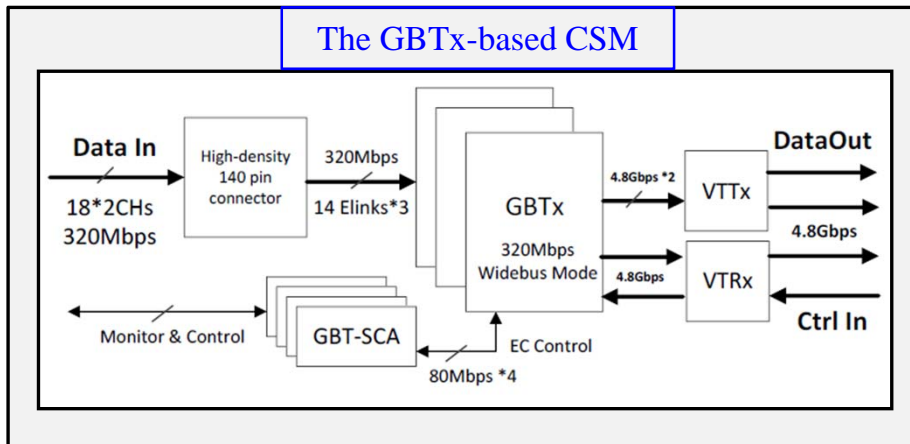 The GBTx-based CSM
Data In
18*2CHs
320Mbps
High-density
140 pin
connector
320Mbps
14 Elinks*3
GBTx
320Mbps
Widebus Mode
4.8Gbps *2
4.8Gbps
VTTx
VTRx
DataOut
4.8Gbps
Ctrl In
Monitor & Control
GBT-SCA
EC Control
80Mbps *4